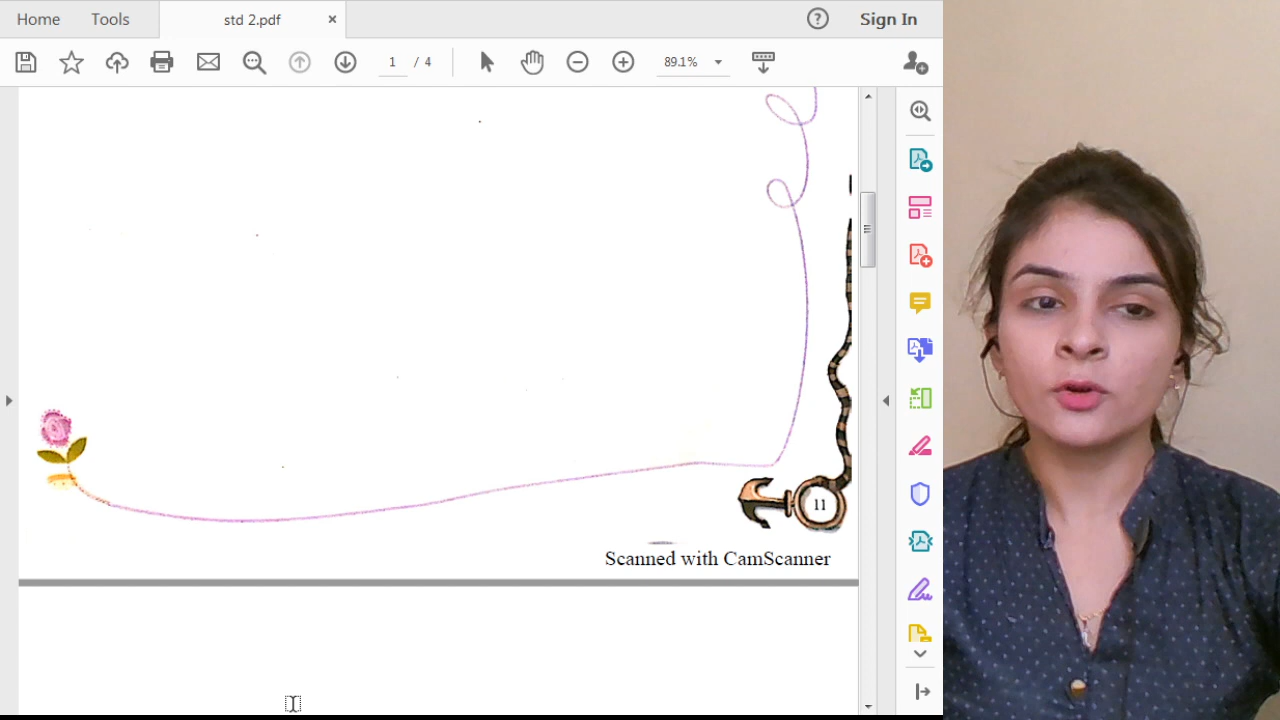 Home Tools std 2.pdf × ? Sign In
1 / 4 89.1%
11
Scanned with CamScanner